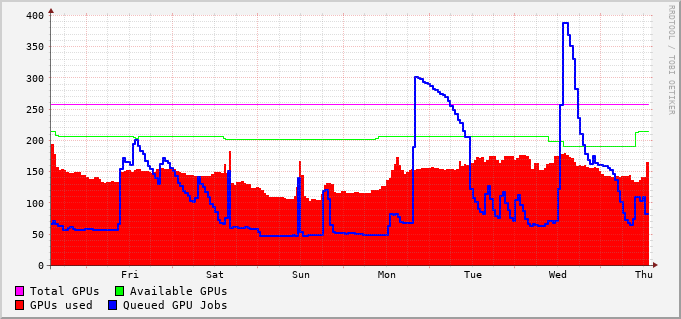 400
350
300
250
200
150
100
50
0
Fri Sat Sun Mon Tue Wed Thu
Total GPUs Available GPUs
GPUs used Queued GPU Jobs
RRDTOOL / TOBI OETIKER